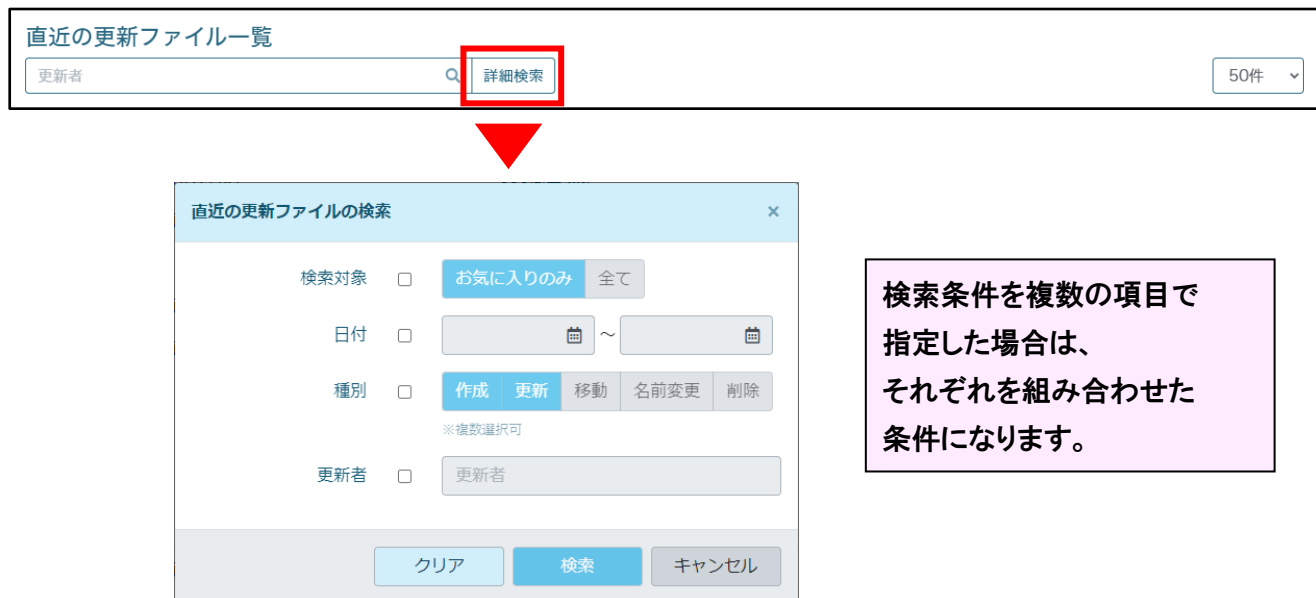 直近の更新ファイル一覧
更新者
詳細検索
50件
直近の更新ファイルの検索
×
検索対象
お気に入りのみ 全て
日付
～
種別
作成 更新 移動 名前変更 削除
※複数選択可
更新者
更新者
クリア 検索 キャンセル
検索条件を複数の項目で
指定した場合は、
それぞれを組み合わせた
条件になります。